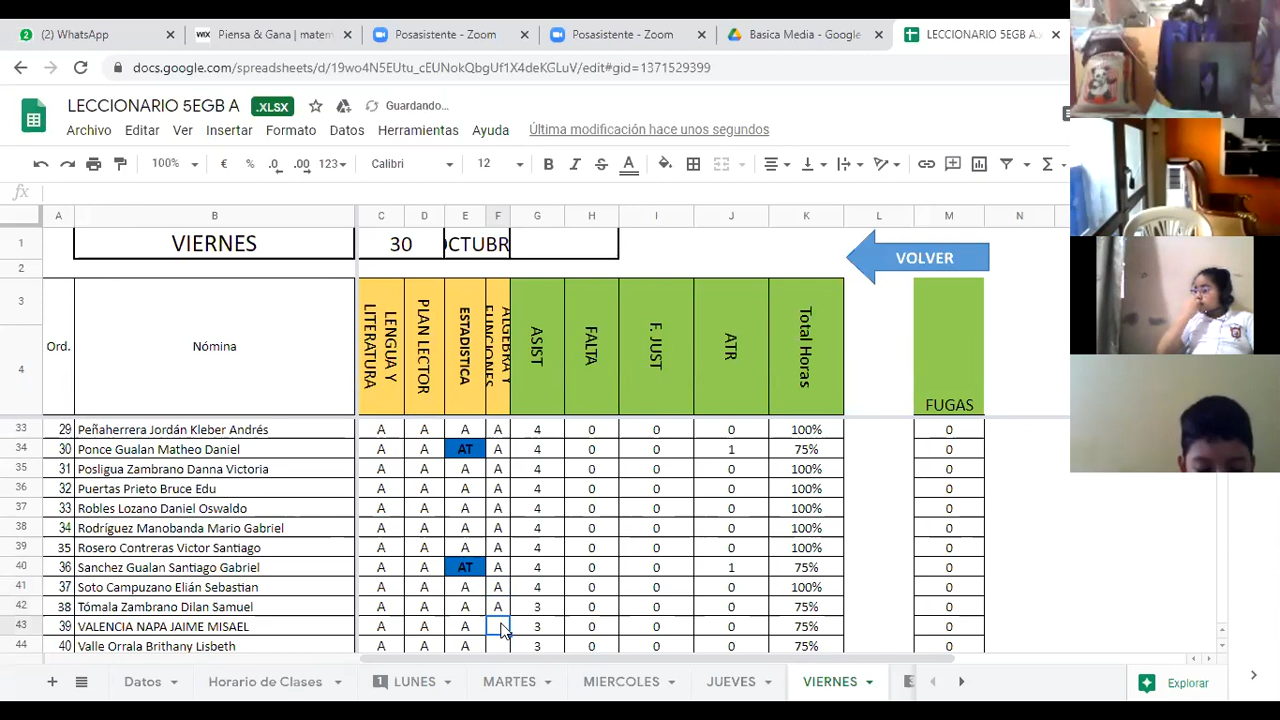 (2) WhatsApp × WIX Piensa & Gana | matem × Posasistente - Zoom × Posasistente - Zoom × Basica Media - Google × LECCIONARIO 5EGB A. ×
docs.google.com/spreadsheets/d/19wo4N5EUtu_cEUNokQbgUf1X4deKGLuV/edit#gid=1371529399
LECCIONARIO 5EGB A .XLSX Guardando...
Archivo Editar Ver Insertar Formato Datos Formato Herramientas Ayuda Última modificación hace unos segundos
100% € % .0 .00 123 Calibri 12 B I S A Σ
fx
A B C D E F G H I J K L M N
1 VIERNES 30 OCTUBR VOLVER
2
3 Ord. Nómina LENGUA Y LITERATURA PLAN LECTOR ESTADISTICA ALGEBRA Y FUNCIONES ASIST FALTA F. JUST ATR Total Horas FUGAS
4
33 29 Peñaherrera Jordán Kleber Andrés A A A A 4 0 0 0 100% 0
34 30 Ponce Gualan Matheo Daniel A A AT A 4 0 0 1 75% 0
35 31 Posligua Zambrano Danna Victoria A A A A 4 0 0 0 100% 0
36 32 Puertas Prieto Bruce Edu A A A A 4 0 0 0 100% 0
37 33 Robles Lozano Daniel Oswaldo A A A A 4 0 0 0 100% 0
38 34 Rodríguez Manobanda Mario Gabriel A A A A 4 0 0 0 100% 0
39 35 Rosero Contreras Victor Santiago A A A A 4 0 0 0 100% 0
40 36 Sanchez Gualan Santiago Gabriel A A AT A 4 0 0 1 75% 0
41 37 Soto Campuzano Elián Sebastian A A A A 4 0 0 0 100% 0
42 38 Tómala Zambrano Dilan Samuel A A A A 3 0 0 0 75% 0
43 39 VALENCIA NAPA JAIME MISAEL A A A 3 0 0 0 75% 0
44 40 Valle Orrala Brithany Lisbeth A A A 3 0 0 0 75% 0
Datos Horario de Clases 1 LUNES MARTES MIERCOLES JUEVES VIERNES 3 Explorar